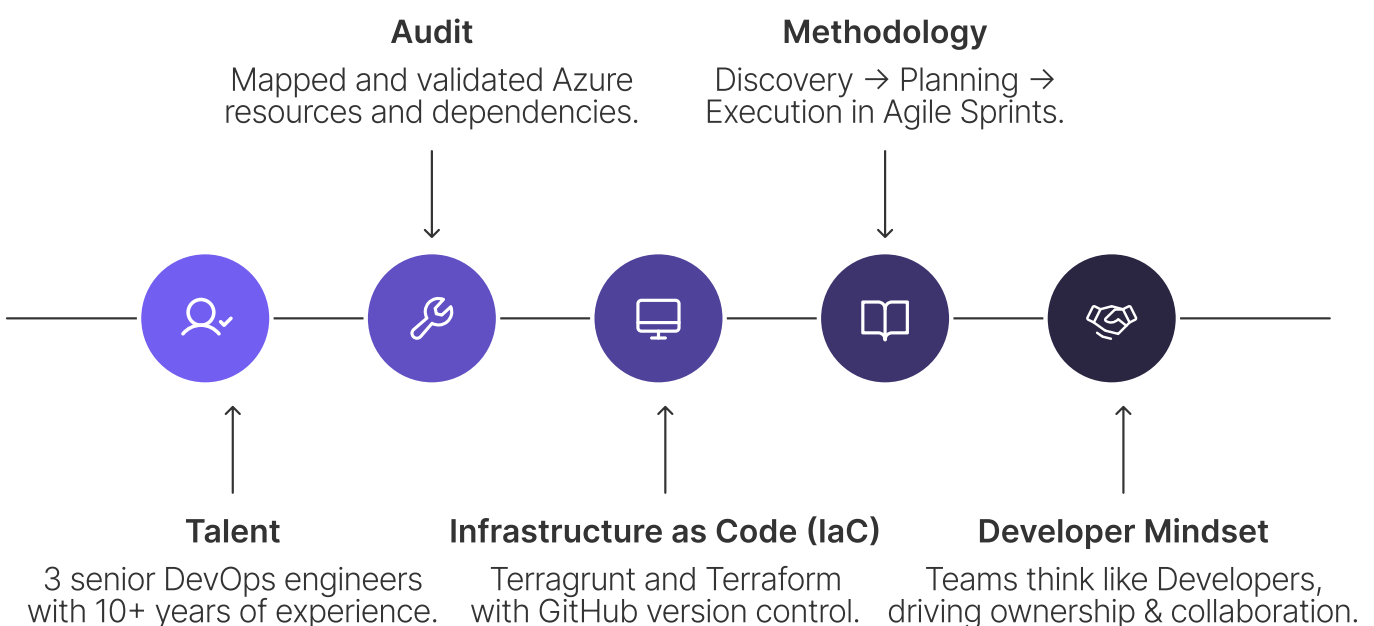 Audit
Mapped and validated Azure
resources and dependencies.
Methodology
Discovery → Planning →
Execution in Agile Sprints.
Talent
3 senior DevOps engineers
with 10+ years of experience.
Infrastructure as Code (IaC)
Terragrunt and Terraform
with GitHub version control.
Developer Mindset
Teams think like Developers,
driving ownership & collaboration.